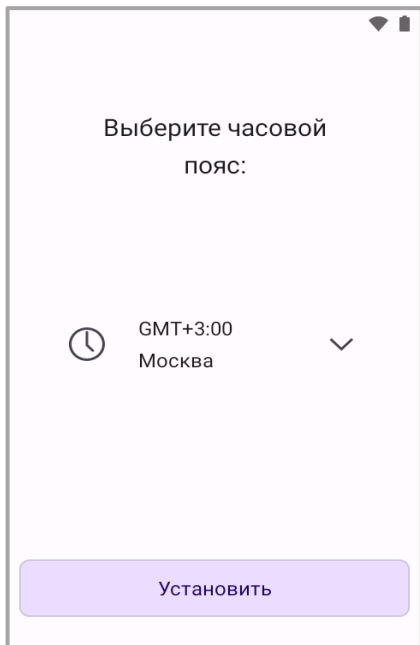 Выберите часовой
пояс:
GMT+3:00
Москва
Установить